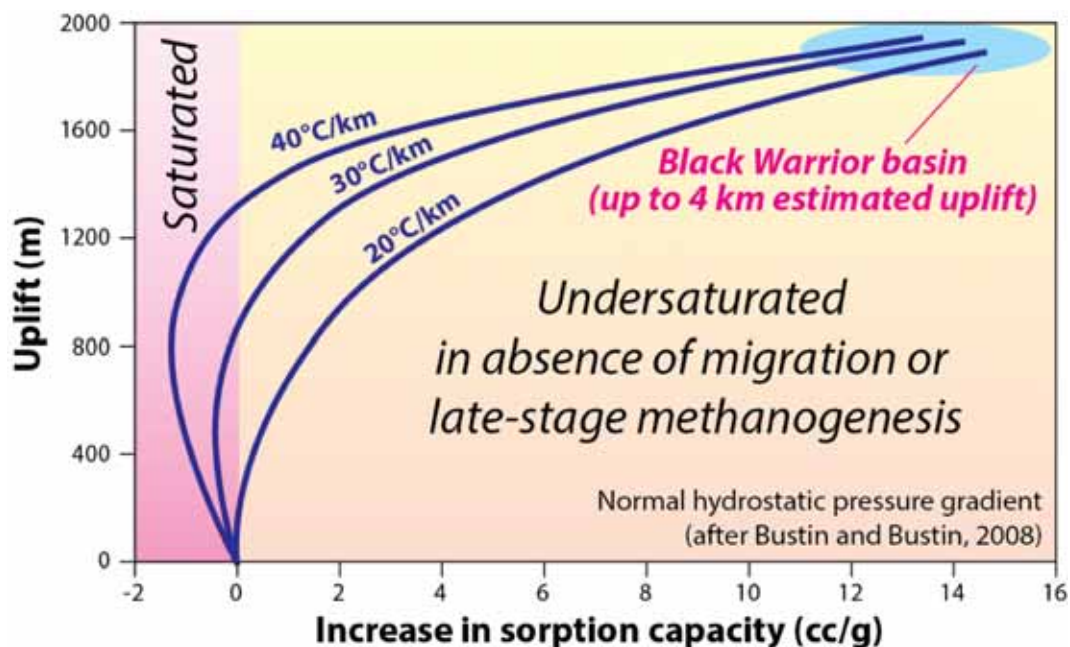 2000
1600
1200
800
400
0
Uplift (m)
Saturated
40°C/km
30°C/km
20°C/km
Black Warrior basin
(up to 4 km estimated uplift)
Undersaturated
in absence of migration or
late-stage methanogenesis
Normal hydrostatic pressure gradient
(after Bustin and Bustin, 2008)
-2 0 2 4 6 8 10 12 14 16
Increase in sorption capacity (cc/g)